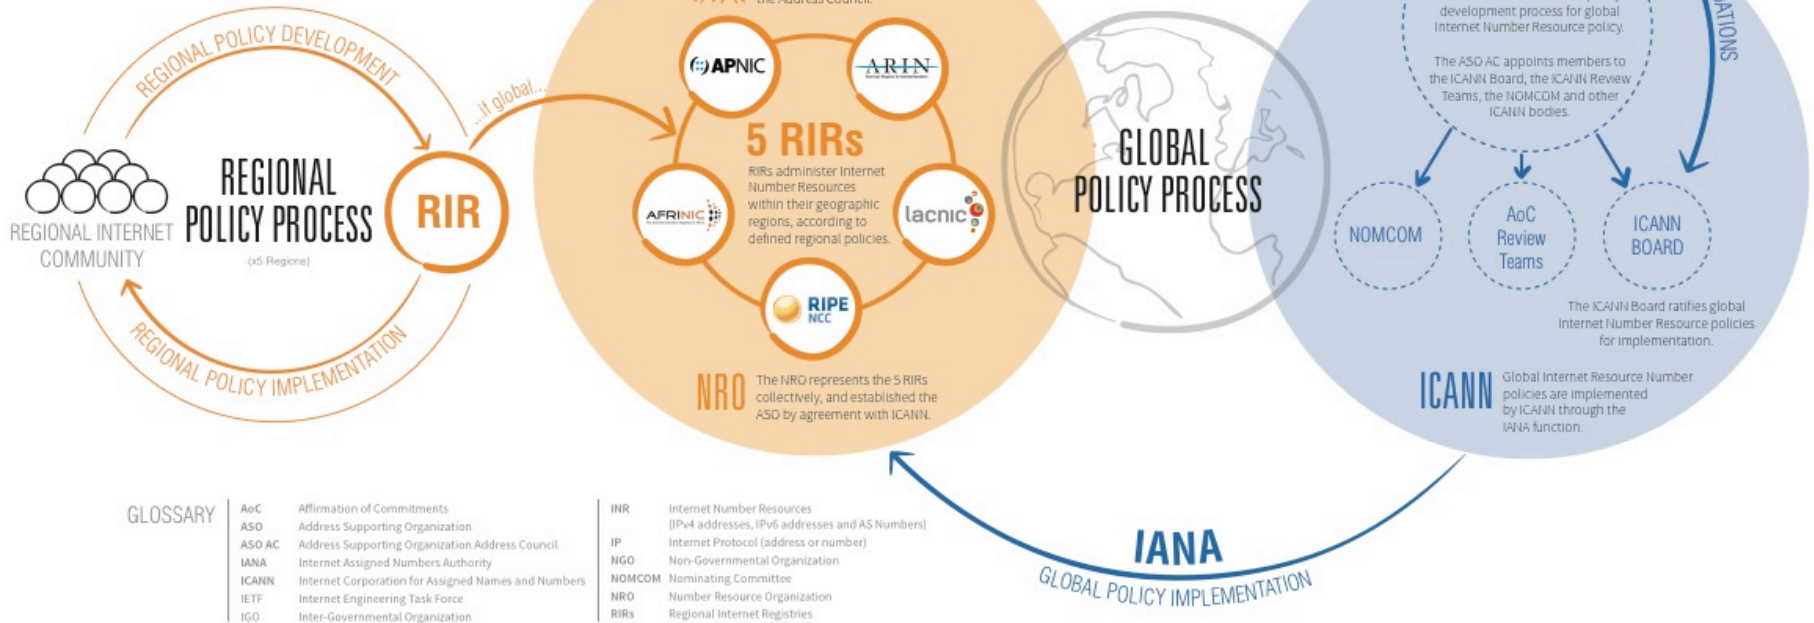 the Address Council.
REGIONAL POLICY DEVELOPMENT
REGIONAL INTERNET
COMMUNITY
REGIONAL
POLICY PROCESS
(x5 Regions)
RIR
REGIONAL POLICY IMPLEMENTATION
...if global...
APNIC
ARIN
5 RIRs
RIRs administer Internet
Number Resources
within their geographic
regions, according to
defined regional policies.
AFRINIC
lacnic
RIPE
NCC
NRO
The NRO represents the 5 RIRs
collectively, and established the
ASO by agreement with ICANN.
GLOBAL
POLICY PROCESS
development process for global
Internet Number Resource policy.
The ASO AC appoints members to
the ICANN Board, the ICANN Review
Teams, the NOMCOM and other
ICANN bodies.
NOMCOM
AoC
Review
Teams
ICANN
BOARD
The ICANN Board ratifies global
Internet Number Resource policies
for implementation.
ICANN
Global Internet Resource Number
policies are implemented
by ICANN through the
IANA function.
IANA
GLOBAL POLICY IMPLEMENTATION
GLOSSARY
AoC Affirmation of Commitments
ASO Address Supporting Organization
ASO AC Address Supporting Organization Address Council
IANA Internet Assigned Numbers Authority
ICANN Internet Corporation for Assigned Names and Numbers
IETF Internet Engineering Task Force
IGO Inter-Governmental Organization
INR Internet Number Resources
(IPv4 addresses, IPv6 addresses and AS Numbers)
IP Internet Protocol (address or number)
NGO Non-Governmental Organization
NOMCOM Nominating Committee
NRO Number Resource Organization
RIRs Regional Internet Registries